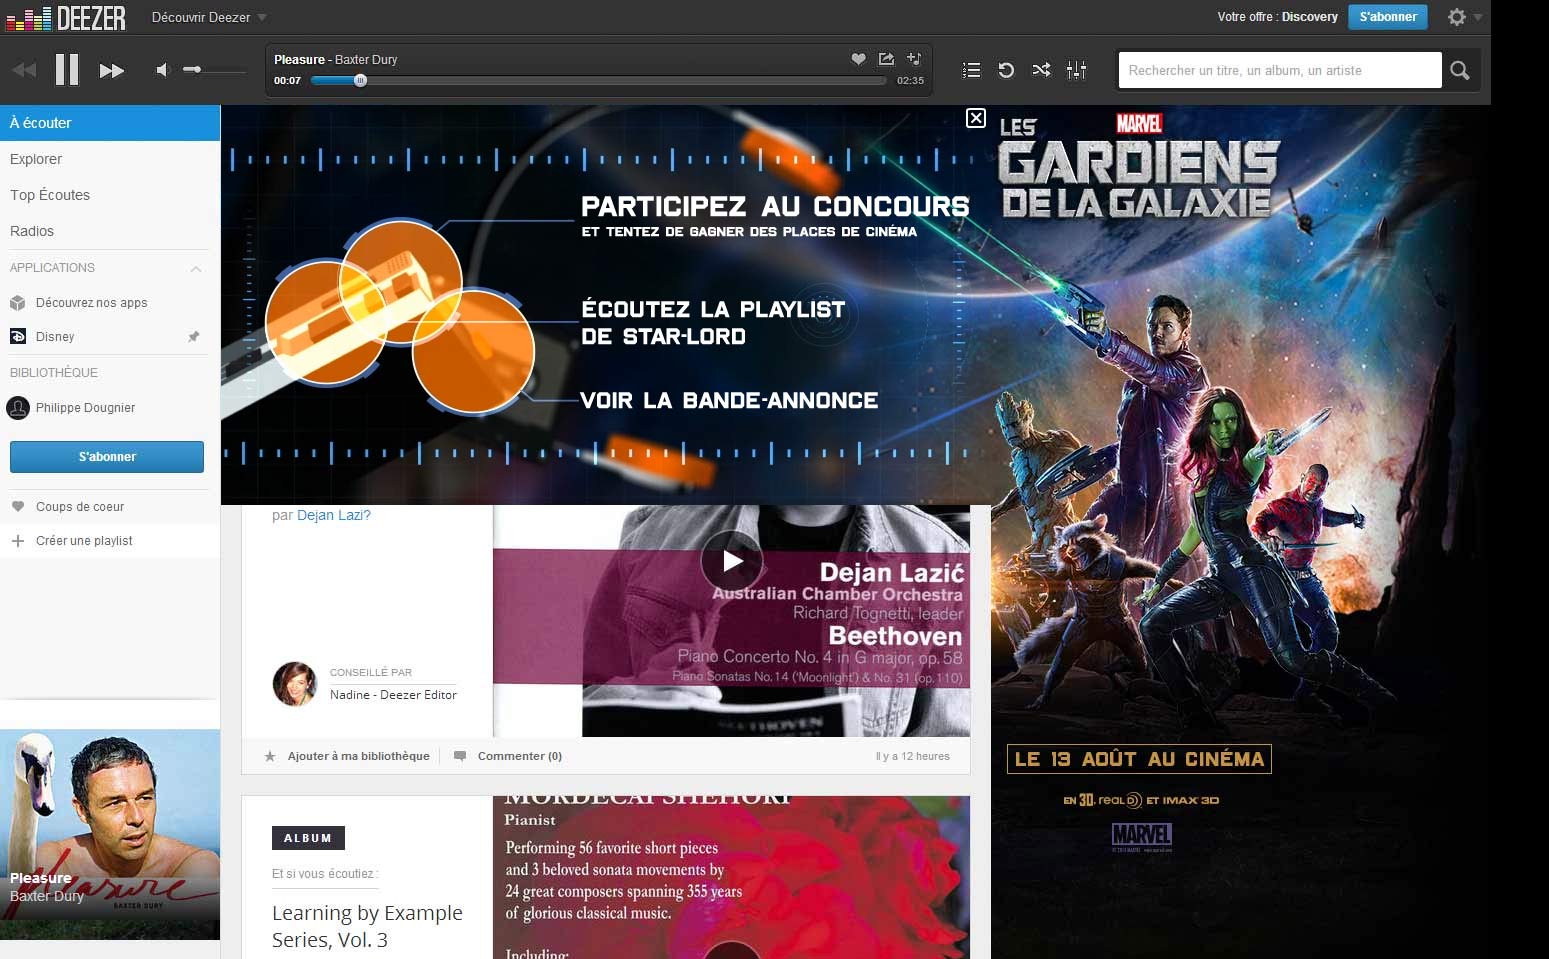 DEEZER
Découvrir Deezer
Votre offre : Discovery
S'abonner
Pleasure - Baxter Dury
00:07
02:35
Rechercher un titre, un album, un artiste
À écouter
Explorer
Top Écoutes
Radios
APPLICATIONS
Découvrez nos apps
Disney
BIBLIOTHÈQUE
Philippe Dougnier
S'abonner
Coups de coeur
Créer une playlist
Pleasure
BAXTER DURY
Pleasure
Baxter Dury
PARTICIPEZ AU CONCOURS
ET TENTEZ DE GAGNER DES PLACES DE CINÉMA
ÉCOUTEZ LA PLAYLIST
DE STAR-LORD
VOIR LA BANDE-ANNONCE
par Dejan Lazi?
CONSEILLÉ PAR
Nadine - Deezer Editor
Dejan Lazić
Australian Chamber Orchestra
Richard Tognetti, leader
Beethoven
Piano Concerto No. 4 in G major, op. 58
Piano Sonatas No. 14 ('Moonlight') & No. 31 (op. 110)
BEETHOVEN
Ajouter à ma bibliothèque
Commenter (0)
Il y a 12 heures
ALBUM
Et si vous écoutiez :
Learning by Example
Series, Vol. 3
MORDECAI SHEHORI
Pianist
Performing 56 favorite short pieces
and 3 beloved sonata movements by
24 great composers spanning 355 years
of glorious classical music.
Including:
MARVEL
LES
GARDIENS
DE LA GALAXIE
LE 13 AOÛT AU CINÉMA
EN 3D, REAL D ET IMAX 3D
MARVEL